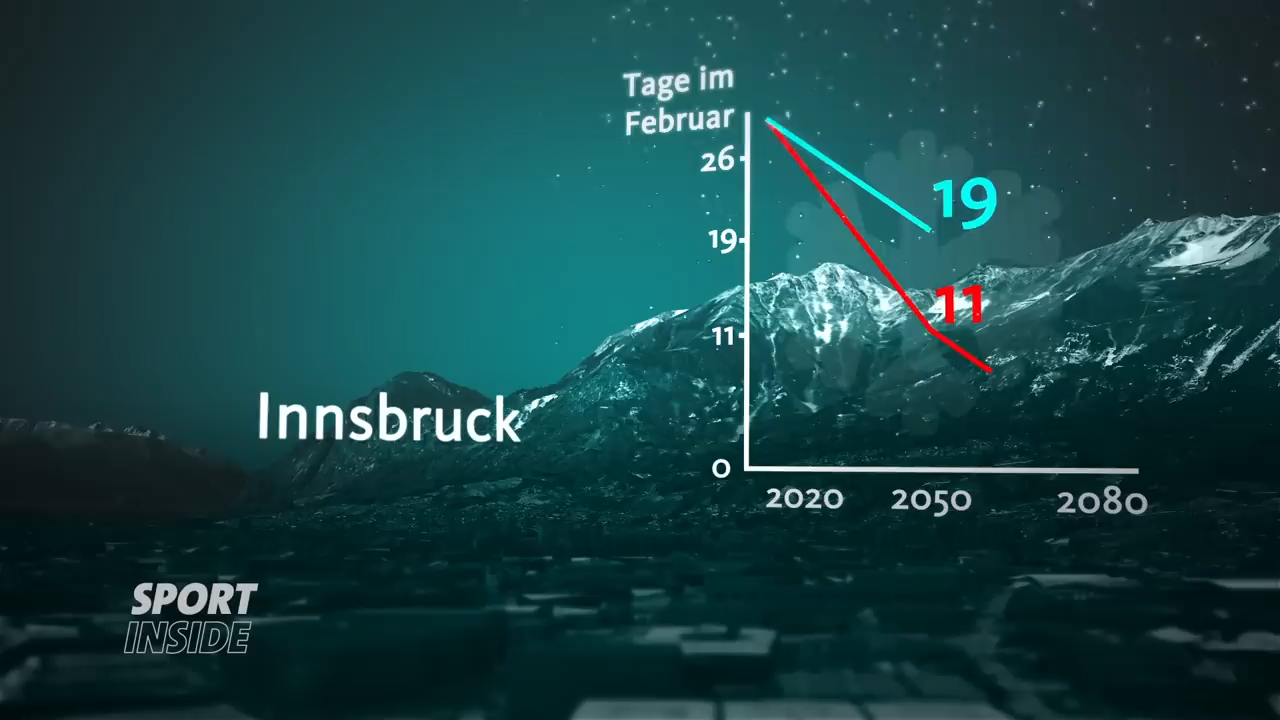 Tage im
Februar
26
19
19
11
11
Innsbruck
0
2020 2050 2080
SPORT
INSIDE